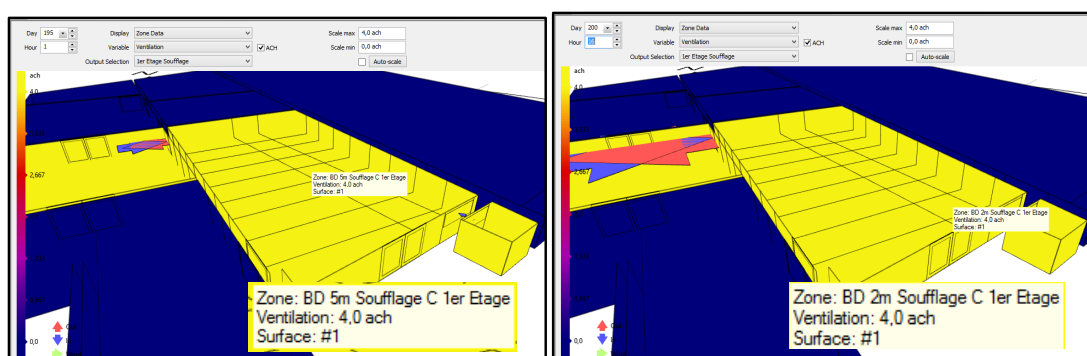 Day 195 Display Zone Data Scale max 4,0 ach
Hour 1 Variable Ventilation ACH Scale min 0,0 ach
Output Selection 1er Etage Soufflage Auto-scale
ach
4,0
2,667
0,0
Zone: BD 5m Soufflage C 1er Etage
Ventilation: 4,0 ach
Surface: #1
Zone: BD 5m Soufflage C 1er Etage
Ventilation: 4,0 ach
Surface: #1
Day 200 Display Zone Data Scale max 4,0 ach
Hour Variable Ventilation ACH Scale min 0,0 ach
Output Selection 1er Etage Soufflage Auto-scale
ach
4,0
2,667
0,0
Zone: BD 2m Soufflage C 1er Etage
Ventilation: 4,0 ach
Surface: #1
Zone: BD 2m Soufflage C 1er Etage
Ventilation: 4,0 ach
Surface: #1